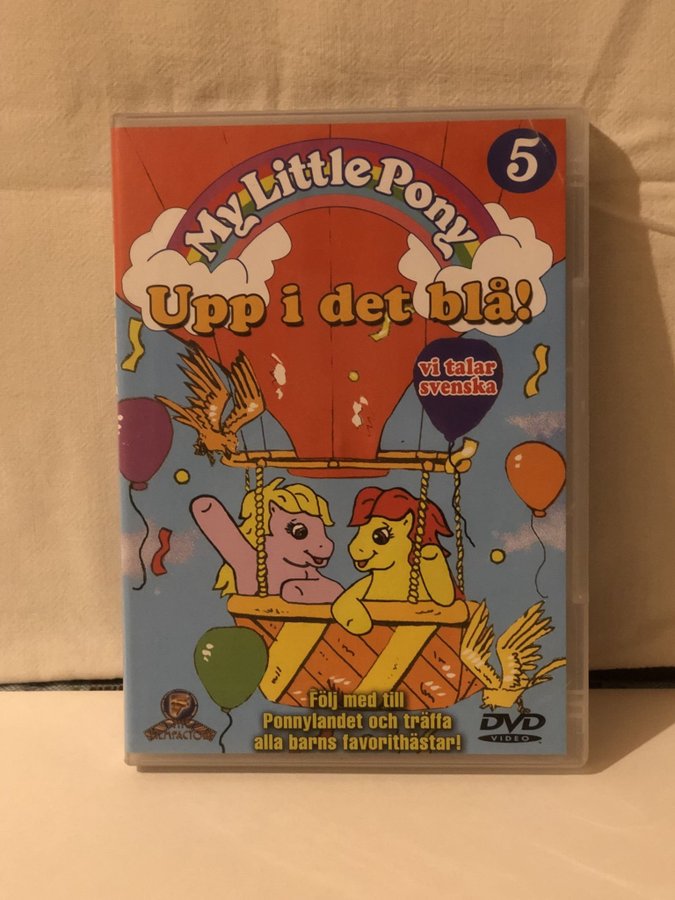 5
My Little Pony
Upp i det blå!
vi talar
svenska
Följ med till
Ponnylandet och träffa
alla barns favorithästar!
DVD
VIDEO